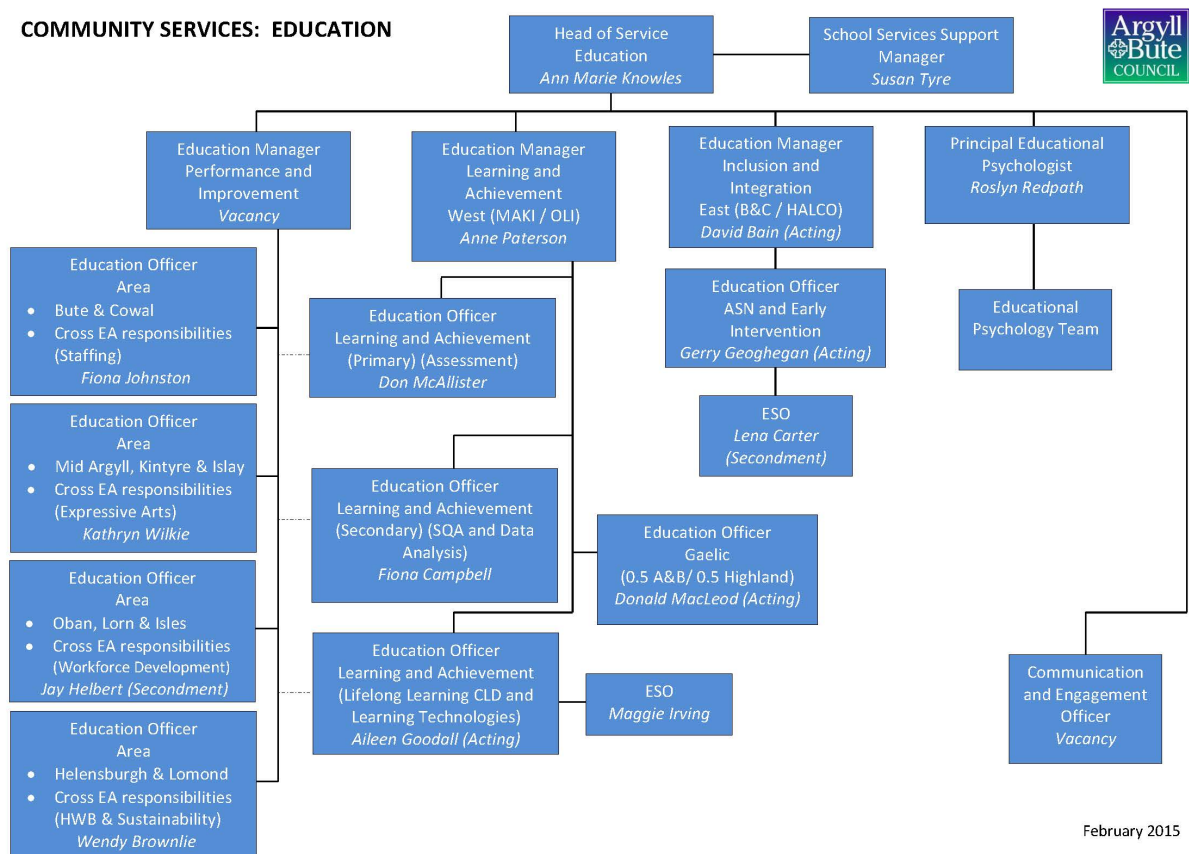 COMMUNITY SERVICES: EDUCATION
Head of Service
Education
Ann Marie Knowles
School Services Support
Manager
Susan Tyre
Argyll
&Bute
COUNCIL
Education Manager
Performance and
Improvement
Vacancy
Education Manager
Learning and
Achievement
West (MAKI / OLI)
Anne Paterson
Education Manager
Inclusion and
Integration
East (B&C / HALCO)
David Bain (Acting)
Principal Educational
Psychologist
Roslyn Redpath
Education Officer
Area
• Bute & Cowal
• Cross EA responsibilities
(Staffing)
Fiona Johnston
Education Officer
Learning and Achievement
(Primary) (Assessment)
Don McAllister
Education Officer
ASN and Early
Intervention
Gerry Geoghegan (Acting)
Educational
Psychology Team
Education Officer
Area
• Mid Argyll, Kintyre & Islay
• Cross EA responsibilities
(Expressive Arts)
Kathryn Wilkie
ESO
Lena Carter
(Secondment)
Education Officer
Learning and Achievement
(Secondary) (SQA and Data
Analysis)
Fiona Campbell
Education Officer
Gaelic
(0.5 A&B/ 0.5 Highland)
Donald MacLeod (Acting)
Education Officer
Area
• Oban, Lorn & Isles
• Cross EA responsibilities
(Workforce Development)
Jay Helbert (Secondment)
Education Officer
Learning and Achievement
(Lifelong Learning CLD and
Learning Technologies)
Aileen Goodall (Acting)
ESO
Maggie Irving
Communication
and Engagement
Officer
Vacancy
Education Officer
Area
• Helensburgh & Lomond
• Cross EA responsibilities
(HWB & Sustainability)
Wendy Brownlie
February 2015